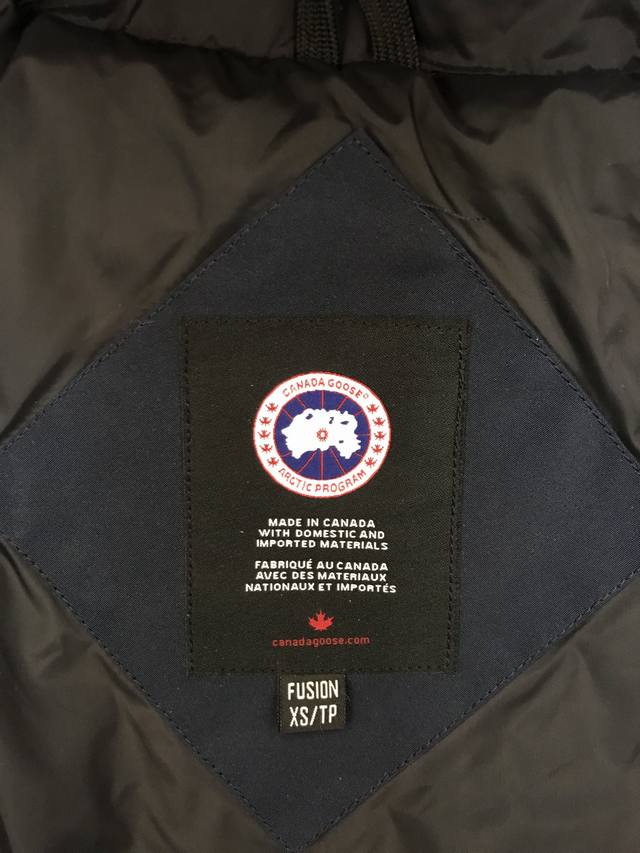 CANADA GOOSE®
ARCTIC PROGRAM
MADE IN CANADA
WITH DOMESTIC AND
IMPORTED MATERIALS
FABRIQUÉ AU CANADA
AVEC DES MATERIAUX
NATIONAUX ET IMPORTÉS
canadagoose.com
FUSION
XS/TP